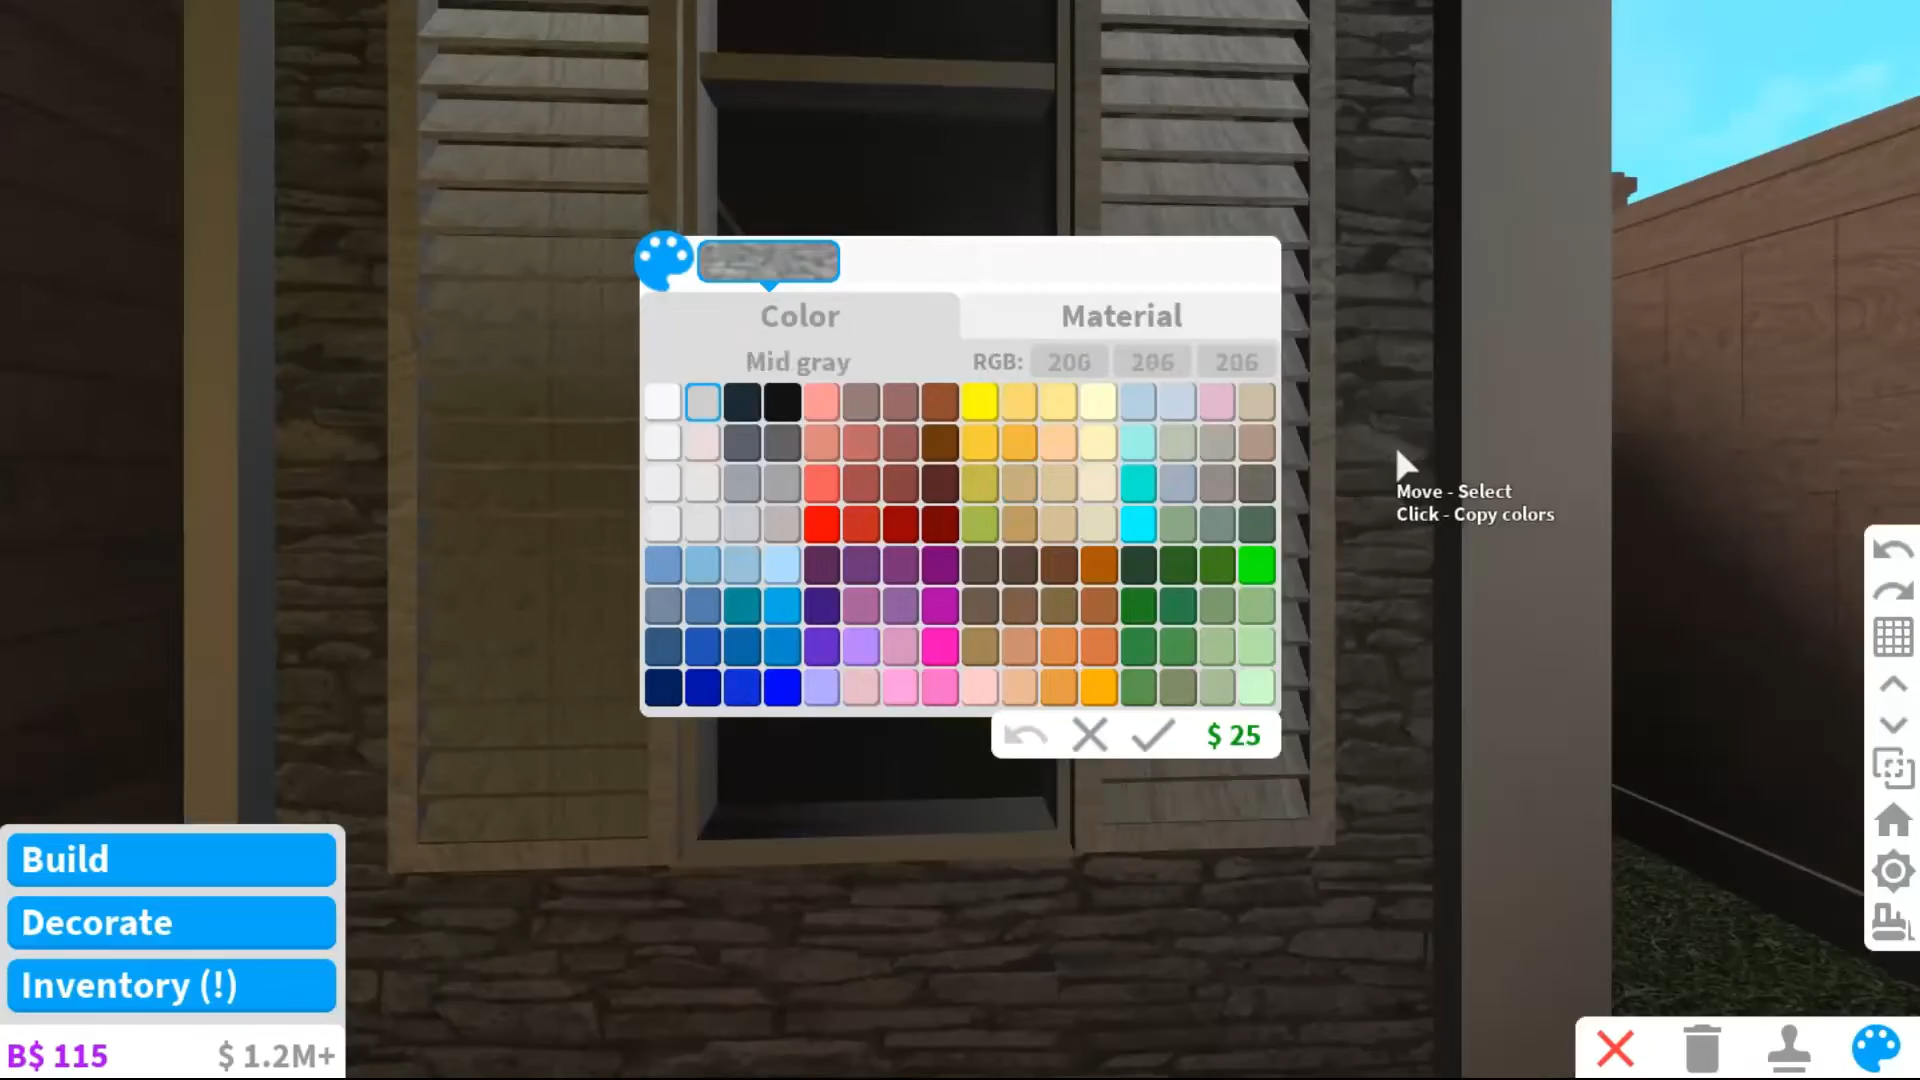 Color
Material
Mid gray
RGB: 206 206 206
Move - Select
Click - Copy colors
$ 25
Build
Decorate
Inventory (!)
B$ 115
$ 1.2M+